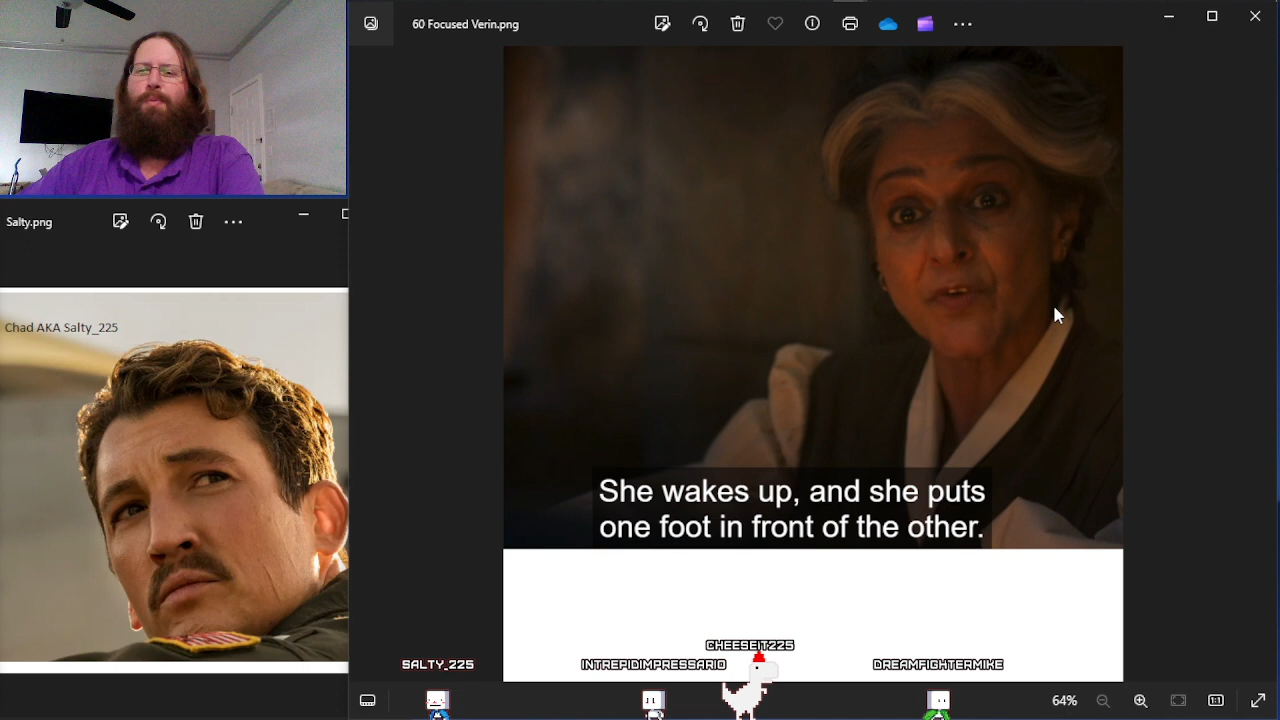 60 Focused Verin.png
Salty.png
Chad AKA Salty_225
She wakes up, and she puts
one foot in front of the other.
CHEESEIT225
SALTY_225
INTREPIDIMPRESSARIO
DREAMFIGHTERMIKE
64%